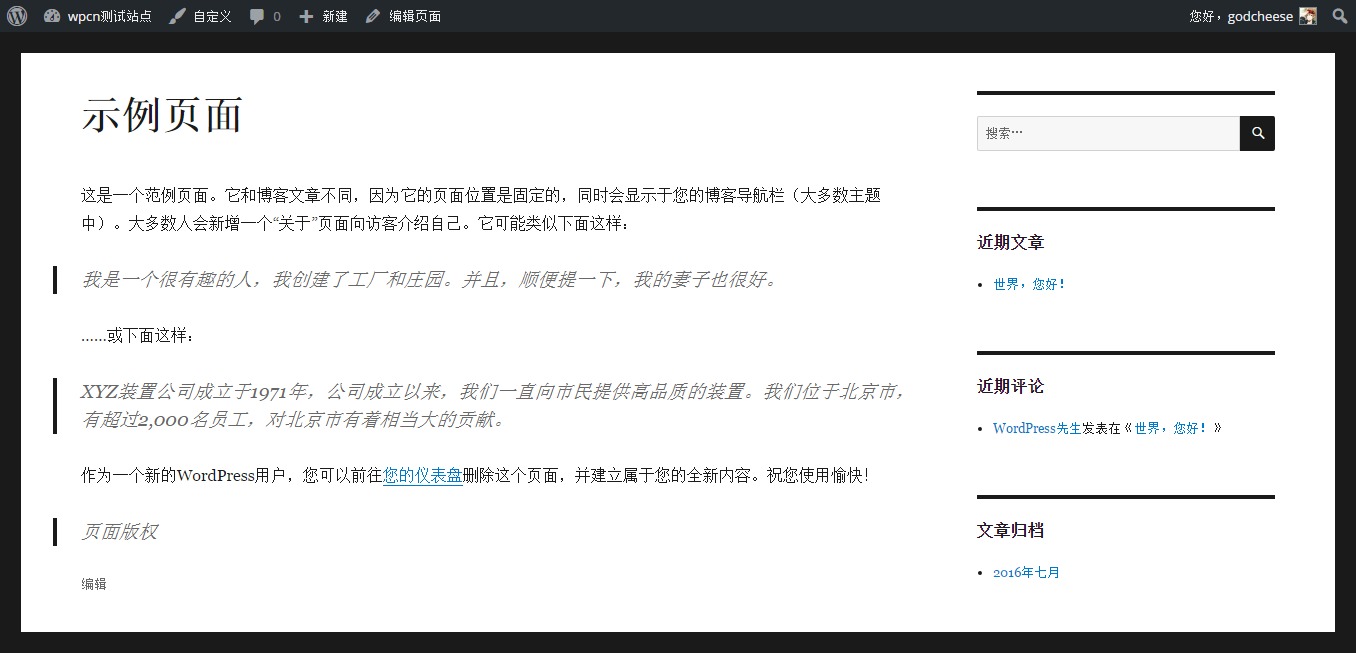 wpcn测试站点 自定义 0 新建 编辑页面 您好，godcheese
示例页面
这是一个范例页面。它和博客文章不同，因为它的页面位置是固定的，同时会显示于您的博客导航栏（大多数主题
中）。大多数人会新增一个“关于”页面向访客介绍自己。它可能类似下面这样：
我是一个很有趣的人，我创建了工厂和庄园。并且，顺便提一下，我的妻子也很好。
……或下面这样：
XYZ装置公司成立于1971年，公司成立以来，我们一直向市民提供高品质的装置。我们位于北京市，
有超过2,000名员工，对北京市有着相当大的贡献。
作为一个新的WordPress用户，您可以前往您的仪表盘删除这个页面，并建立属于您的全新内容。祝您使用愉快！
页面版权
编辑
搜索…
近期文章
世界，您好！
近期评论
WordPress先生发表在《世界，您好！》
文章归档
2016年七月